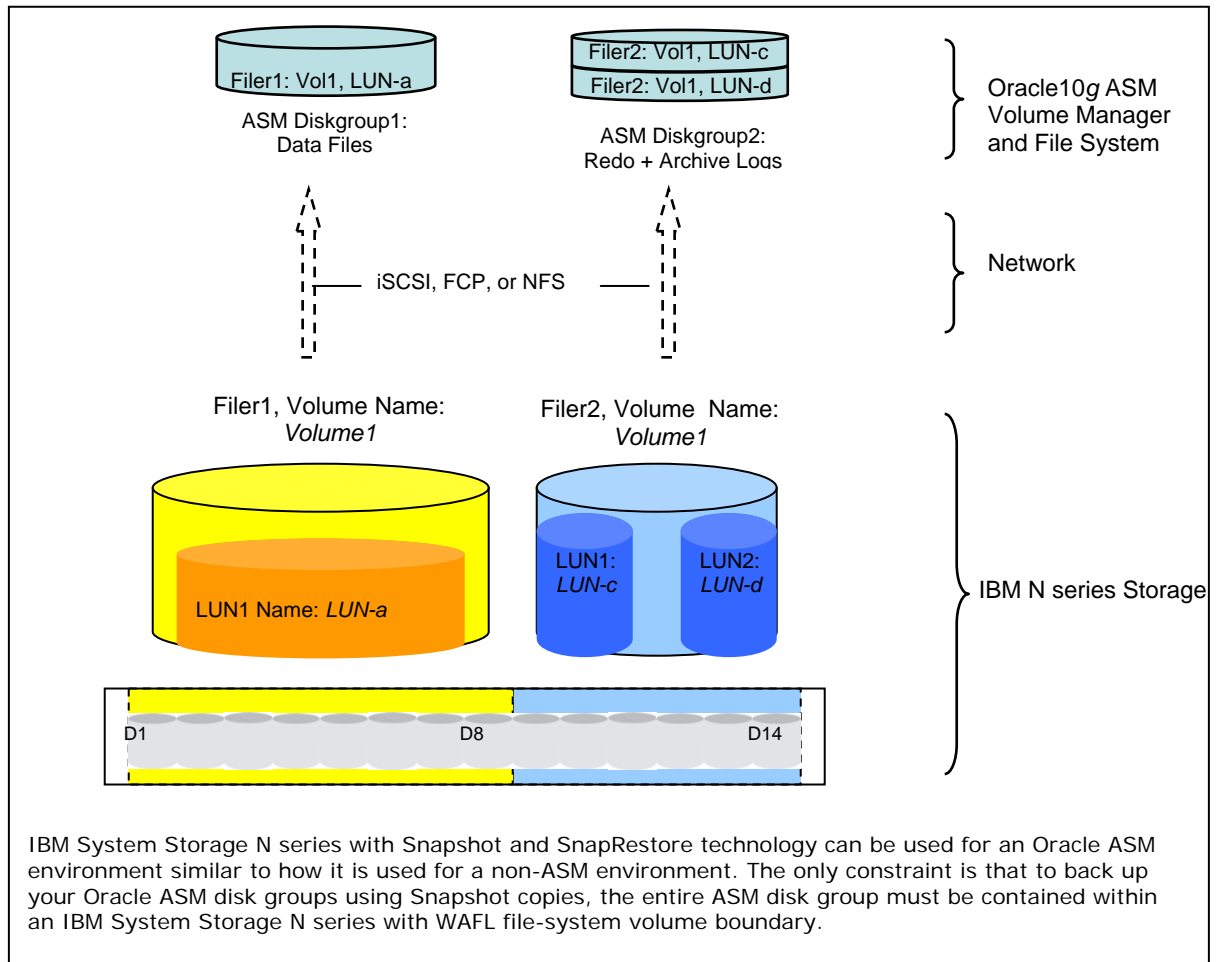 Filer1: Vol1, LUN-a
Filer2: Vol1, LUN-c
Filer2: Vol1, LUN-d
ASM Diskgroup1:
Data Files
ASM Diskgroup2:
Redo + Archive Logs
Oracle10g ASM
Volume Manager
and File System
iSCSI, FCP, or NFS
Network
Filer1, Volume Name:
Volume1
Filer2, Volume Name:
Volume1
LUN1 Name: LUN-a
LUN1:
LUN-c
LUN2:
LUN-d
IBM N series Storage
D1
D8
D14
IBM System Storage N series with Snapshot and SnapRestore technology can be used for an Oracle ASM
environment similar to how it is used for a non-ASM environment. The only constraint is that to back up
your Oracle ASM disk groups using Snapshot copies, the entire ASM disk group must be contained within
an IBM System Storage N series with WAFL file-system volume boundary.